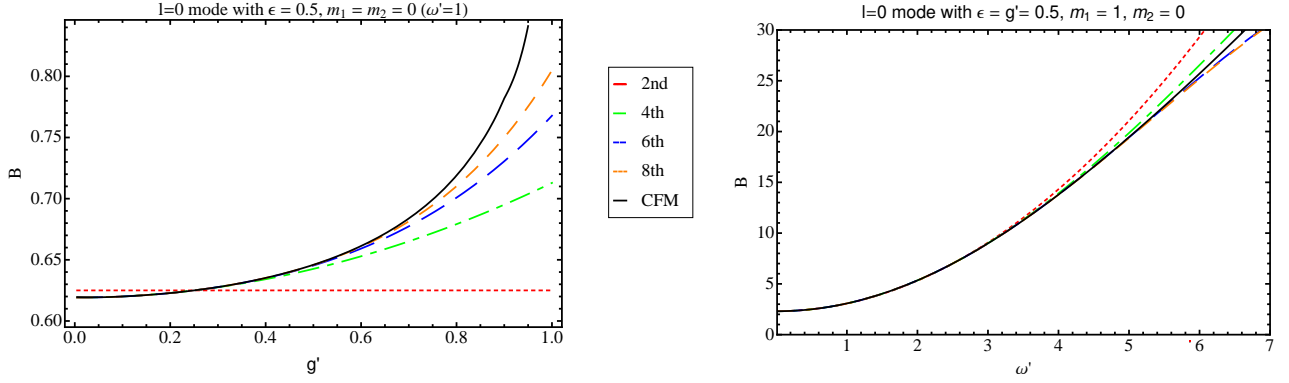 l=0 mode with ϵ = 0.5, m₁ = m₂ = 0 (ω'=1)
0.80
0.75
0.70
0.65
0.60
B
0.0
0.2
0.4
0.6
0.8
1.0
g'
2nd
4th
6th
8th
CFM
l=0 mode with ϵ = g'= 0.5, m₁ = 1, m₂ = 0
30
25
20
15
10
5
0
B
1
2
3
4
5
6
7
ω'